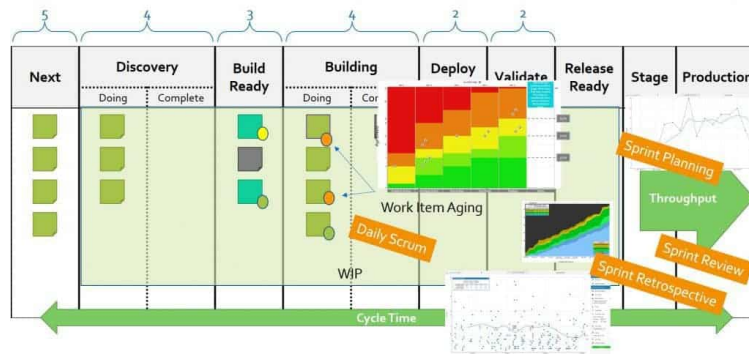 5
4
3
4
2
2
Next
Discovery
Build
Ready
Building
Deploy
Validate
Release
Ready
Stage
Production
Doing
Complete
Doing
Sprint Planning
Throughput
Work Item Aging
Daily Scrum
WIP
Sprint Review
Sprint Retrospective
Cycle Time